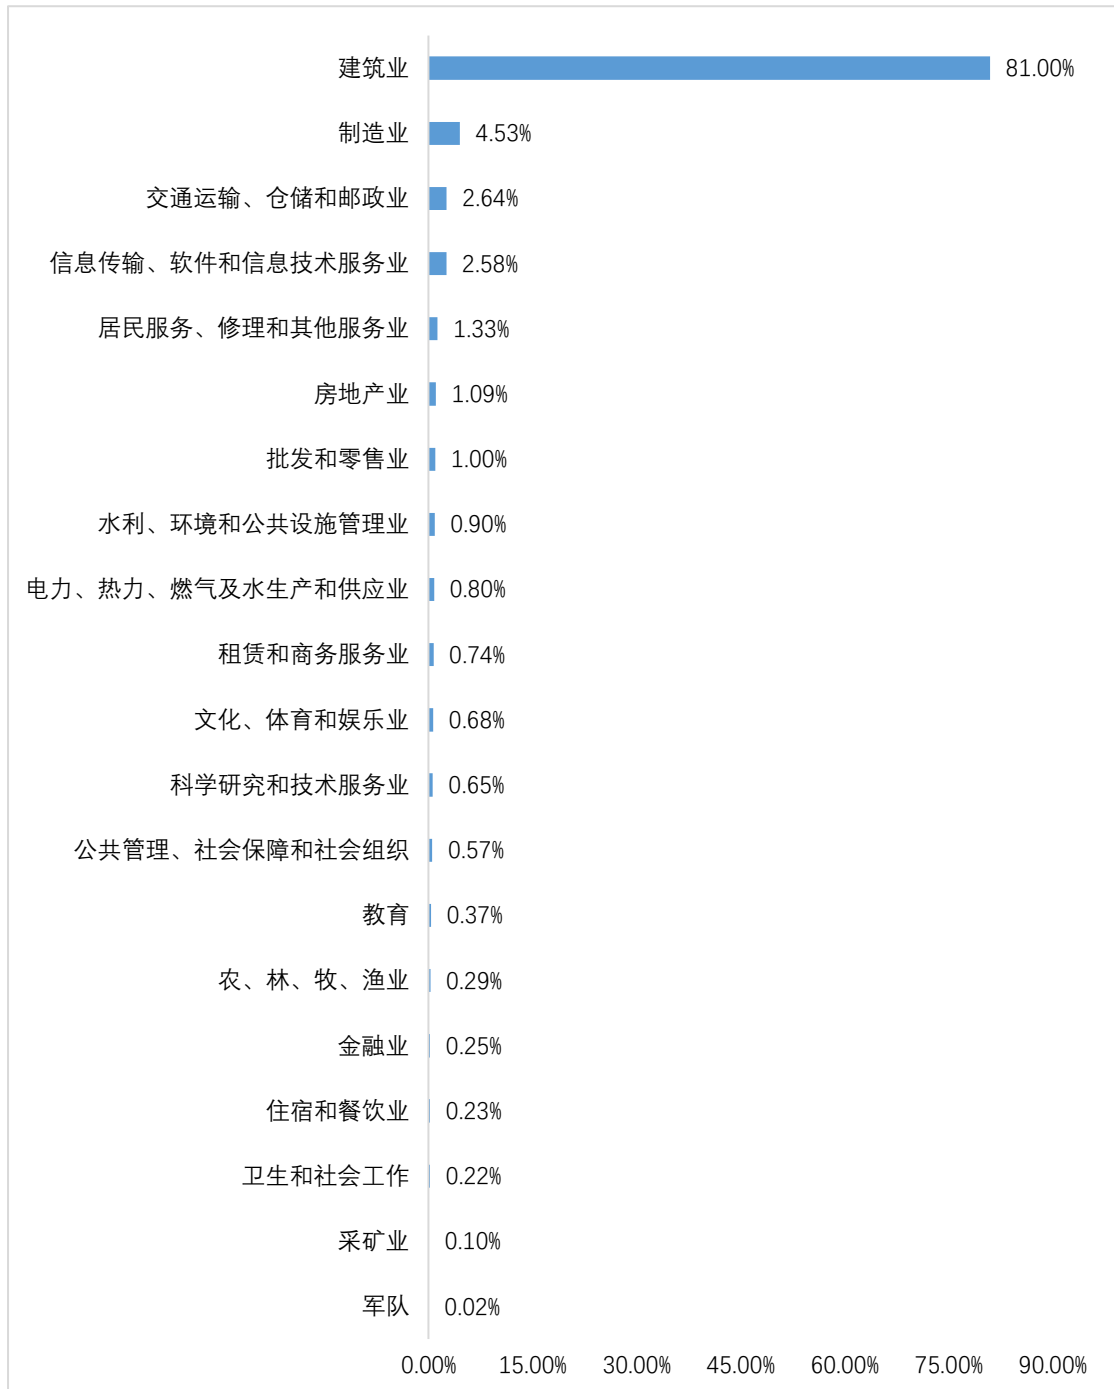 建筑业 81.00%
制造业 4.53%
交通运输、仓储和邮政业 2.64%
信息传输、软件和信息技术服务业 2.58%
居民服务、修理和其他服务业 1.33%
房地产业 1.09%
批发和零售业 1.00%
水利、环境和公共设施管理业 0.90%
电力、热力、燃气及水生产和供应业 0.80%
租赁和商务服务业 0.74%
文化、体育和娱乐业 0.68%
科学研究和技术服务业 0.65%
公共管理、社会保障和社会组织 0.57%
教育 0.37%
农、林、牧、渔业 0.29%
金融业 0.25%
住宿和餐饮业 0.23%
卫生和社会工作 0.22%
采矿业 0.10%
军队 0.02%
0.00% 15.00% 30.00% 45.00% 60.00% 75.00% 90.00%